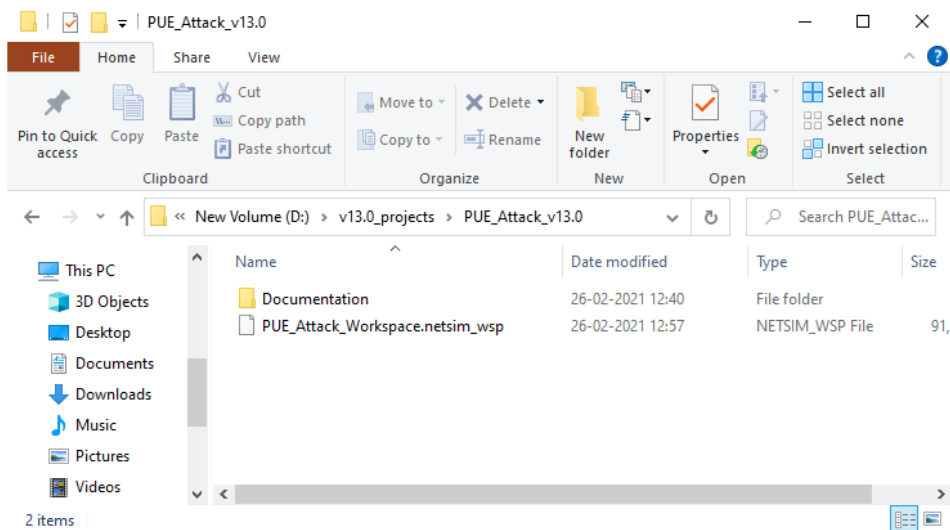 PUE_Attack_v13.0
File Home Share View
Pin to Quick access
Copy
Paste
Cut
Copy path
Paste shortcut
Clipboard
Move to
Copy to
Delete
Rename
Organize
New folder
New
Properties
Open
Select all
Select none
Invert selection
Select
« New Volume (D:) › v13.0_projects › PUE_Attack_v13.0
Search PUE_Attac...
This PC
3D Objects
Desktop
Documents
Downloads
Music
Pictures
Videos
Name Date modified Type Size
Documentation 26-02-2021 12:40 File folder
PUE_Attack_Workspace.netsim_wsp 26-02-2021 12:57 NETSIM_WSP File 91,
2 items